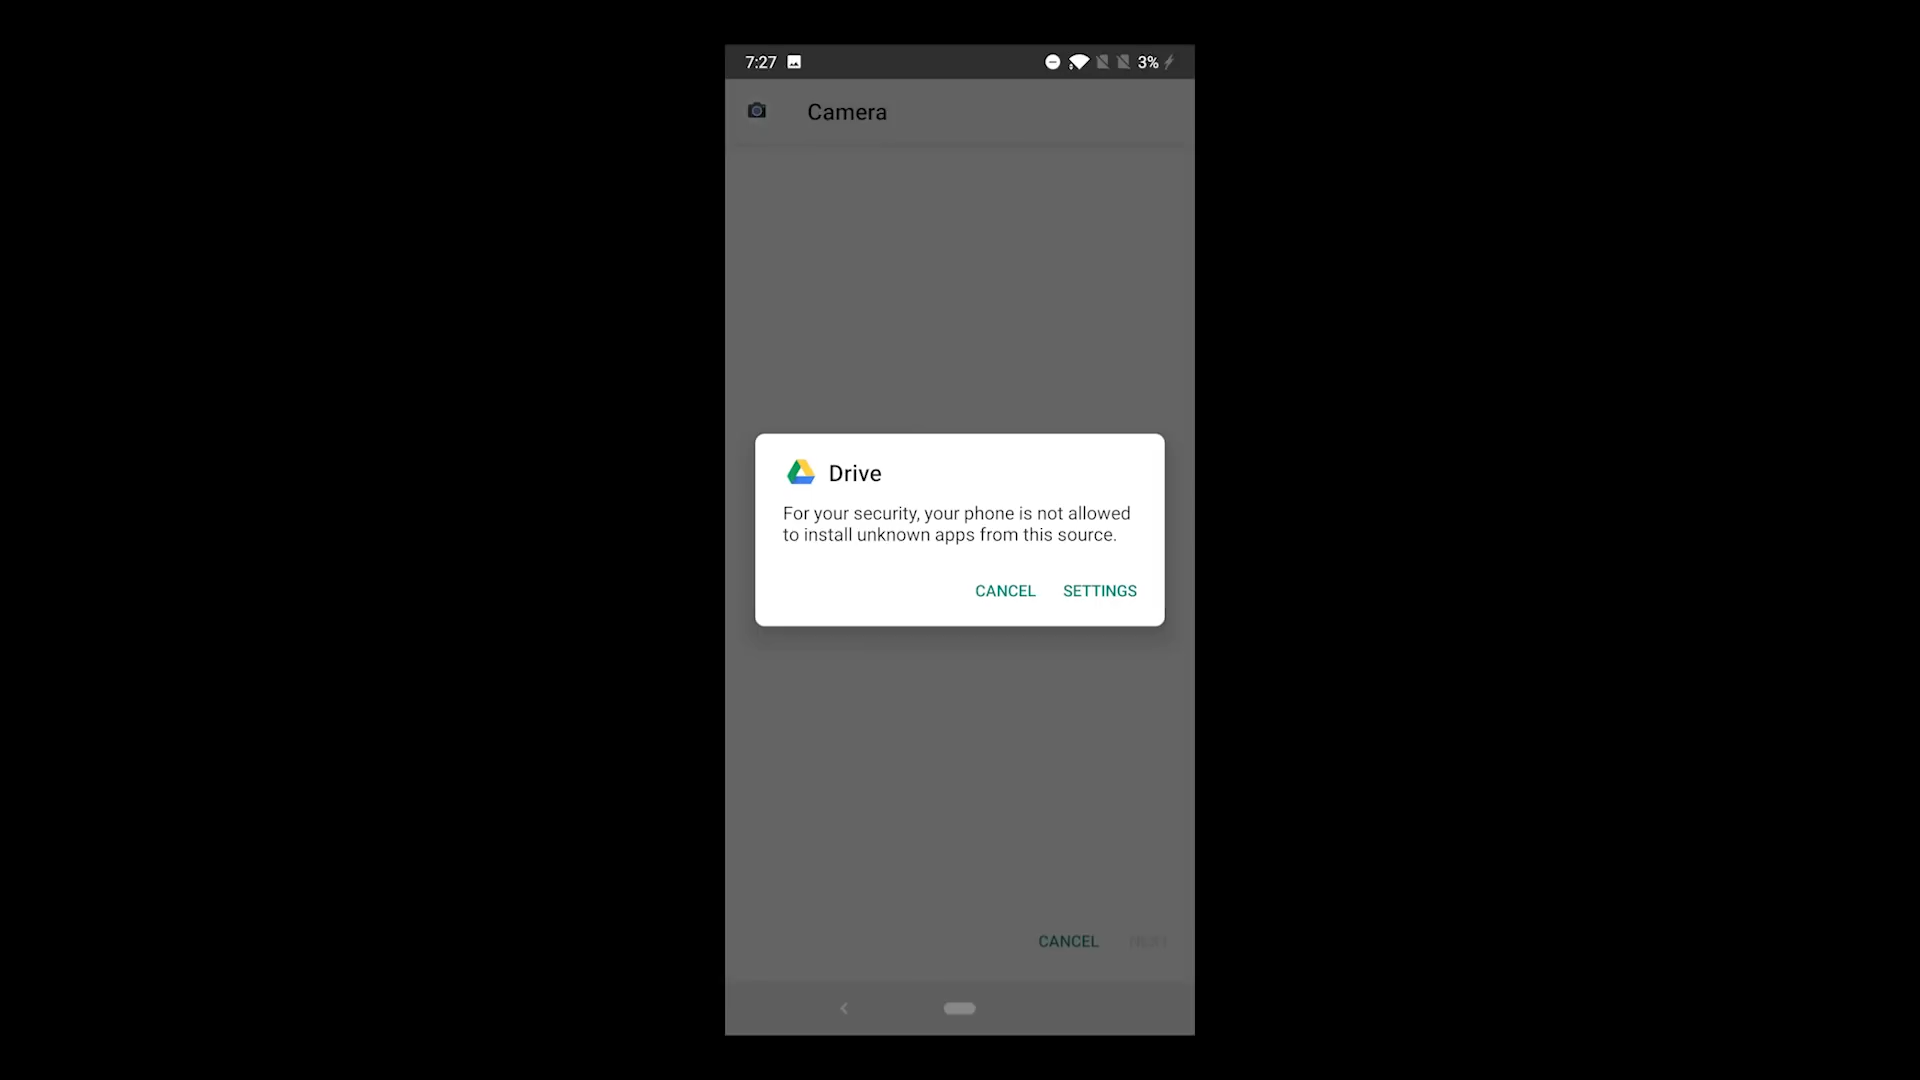 7:27 3%
Camera
Drive
For your security, your phone is not allowed
to install unknown apps from this source.
CANCEL SETTINGS
CANCEL NEXT